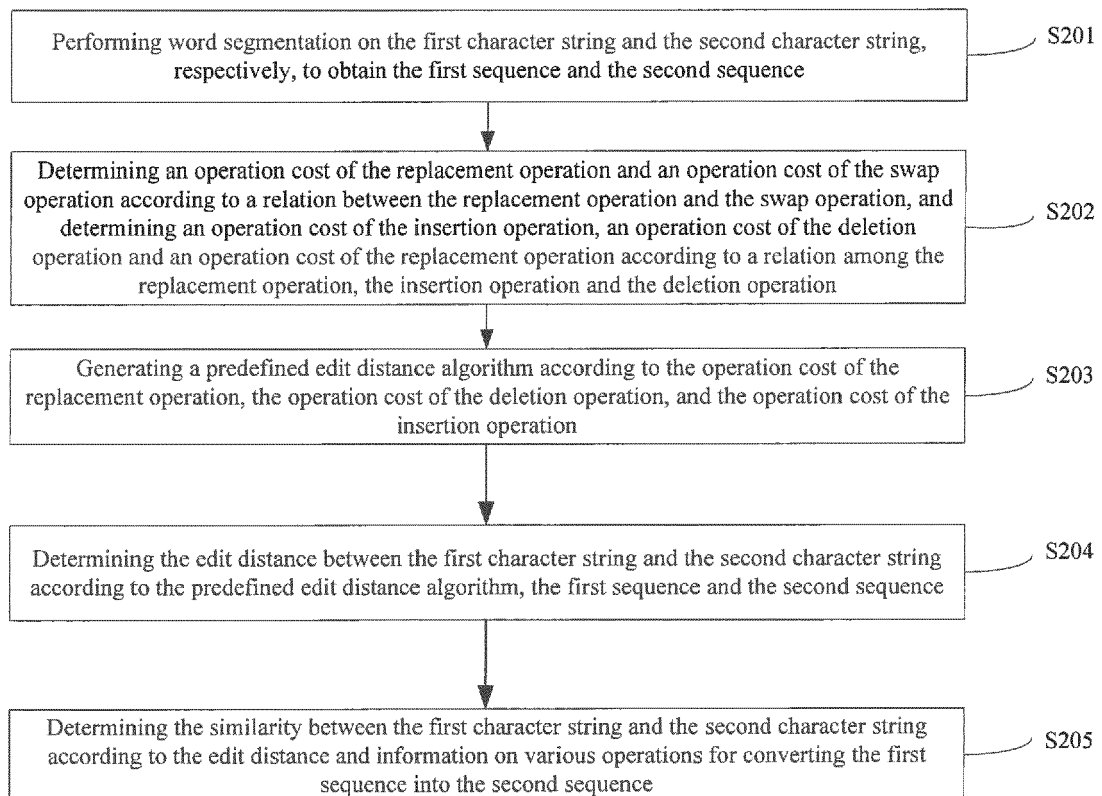 Performing word segmentation on the first character string and the second character string,
respectively, to obtain the first sequence and the second sequence
S201
Determining an operation cost of the replacement operation and an operation cost of the swap
operation according to a relation between the replacement operation and the swap operation, and
determining an operation cost of the insertion operation, an operation cost of the deletion
operation and an operation cost of the replacement operation according to a relation among the
replacement operation, the insertion operation and the deletion operation
S202
Generating a predefined edit distance algorithm according to the operation cost of the
replacement operation, the operation cost of the deletion operation, and the operation cost of the
insertion operation
S203
Determining the edit distance between the first character string and the second character string
according to the predefined edit distance algorithm, the first sequence and the second sequence
S204
Determining the similarity between the first character string and the second character string
according to the edit distance and information on various operations for converting the first
sequence into the second sequence
S205